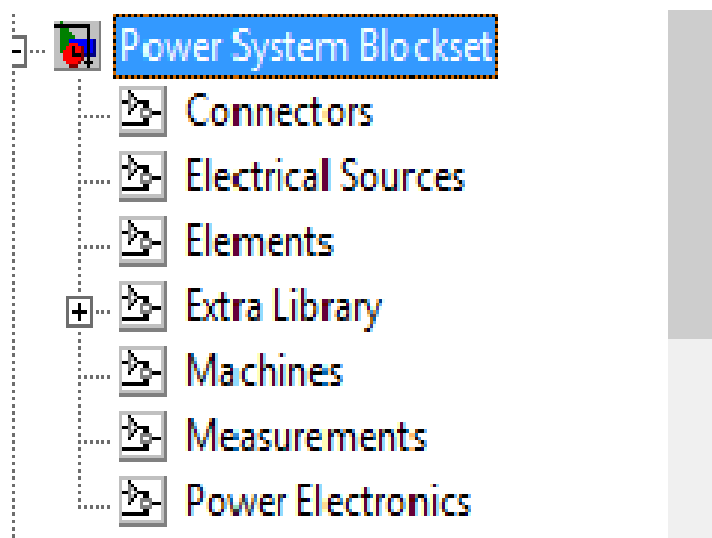 Power System Blockset
Connectors
Electrical Sources
Elements
Extra Library
Machines
Measurements
Power Electronics